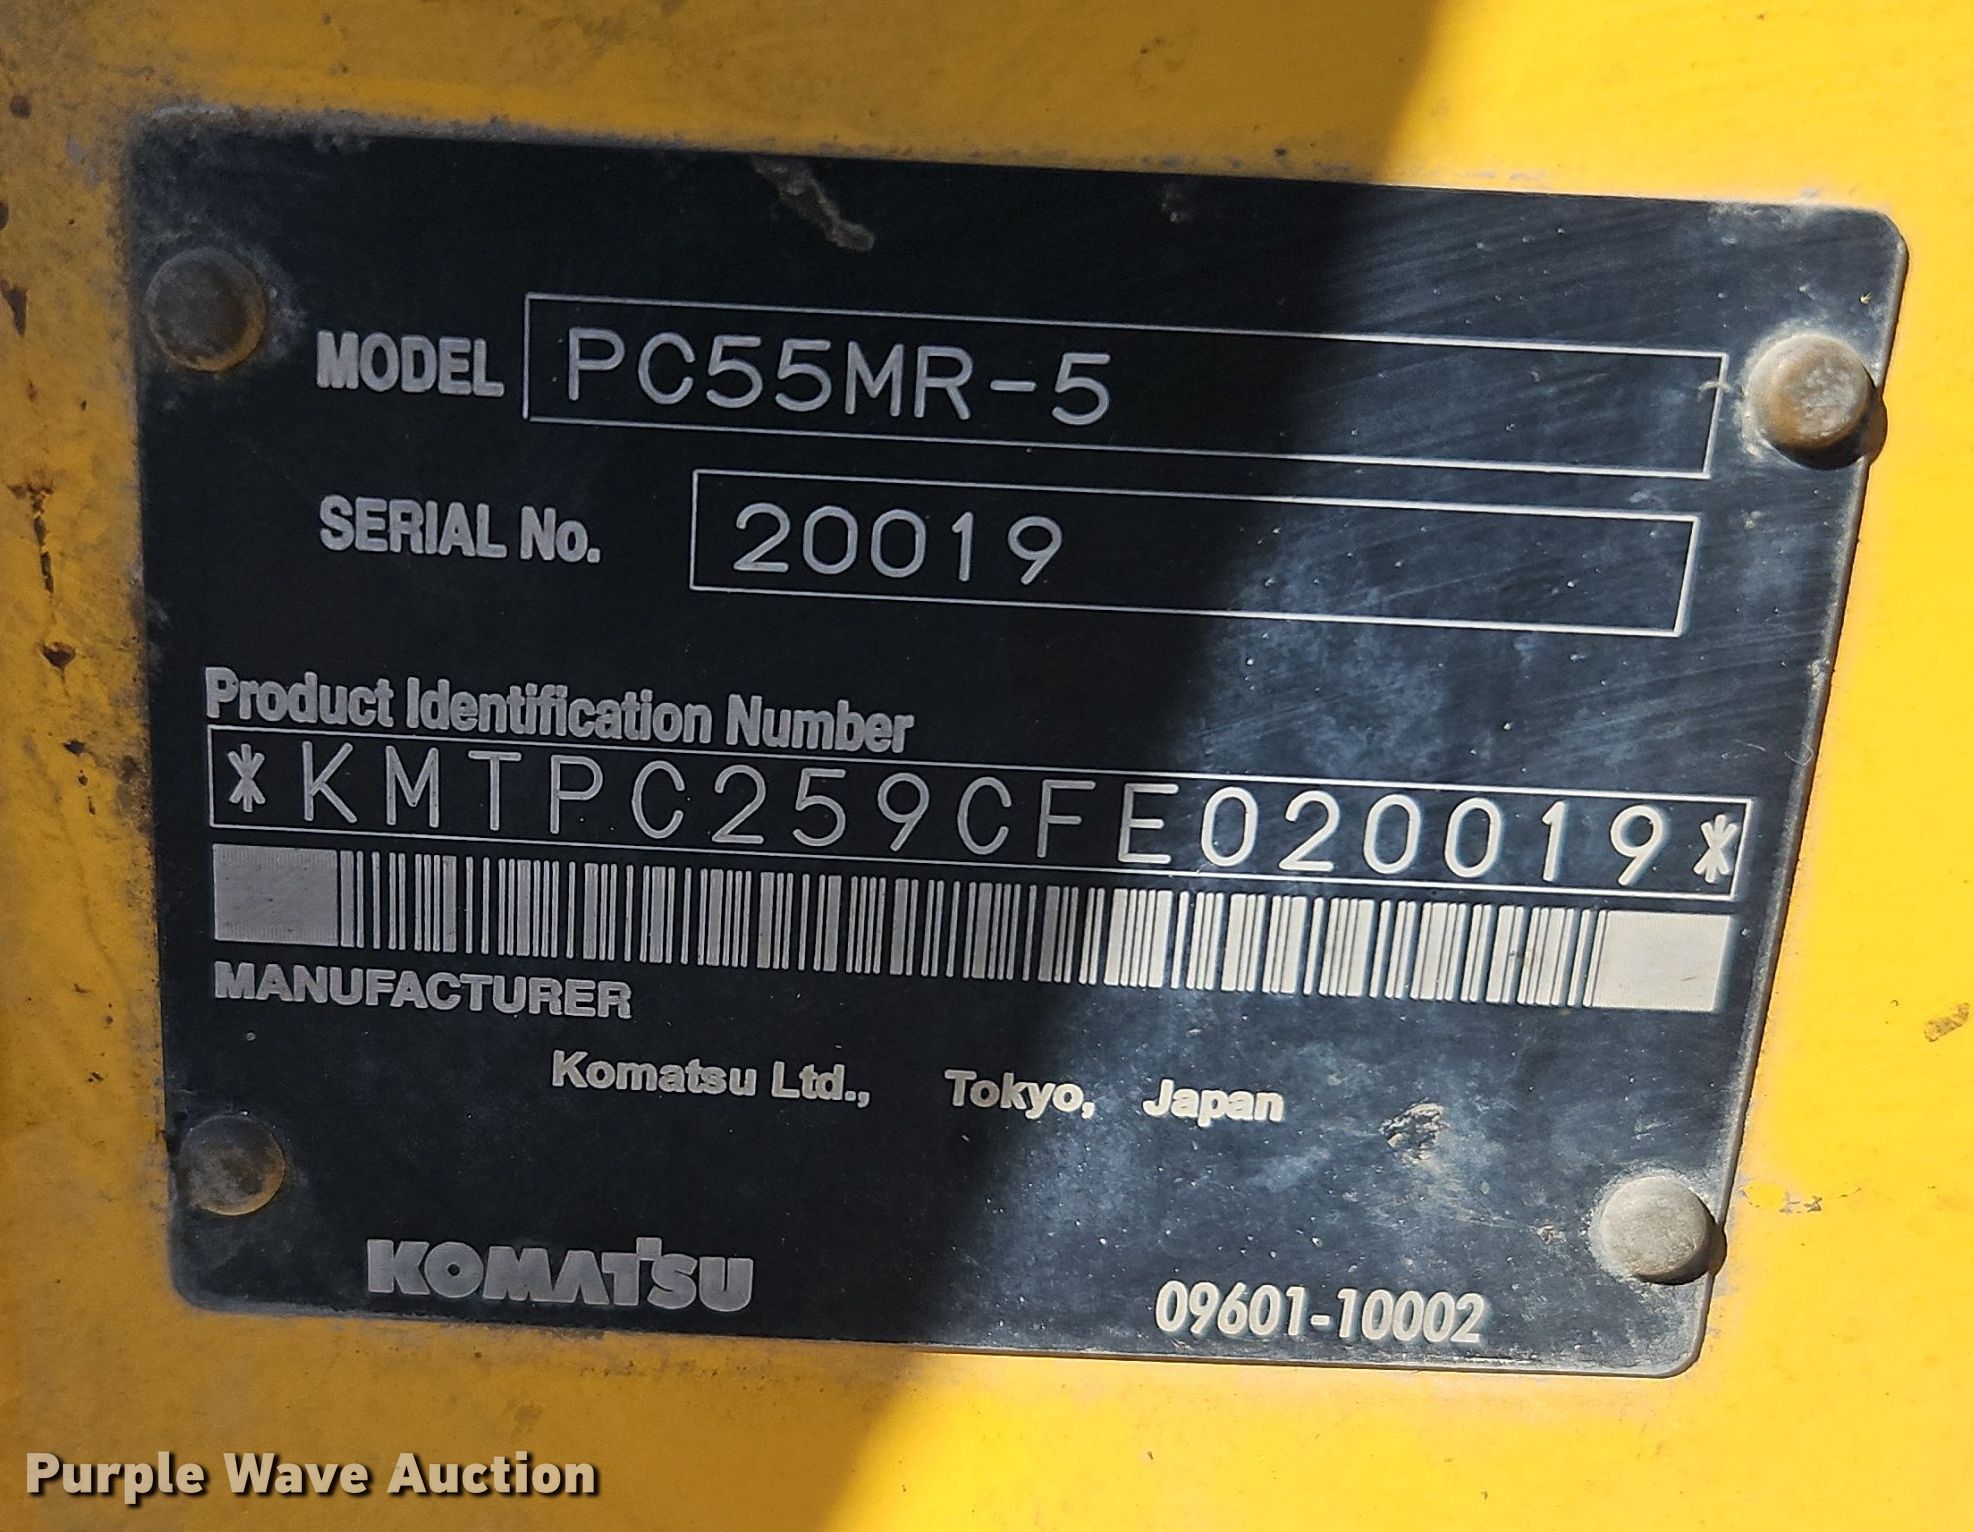 MODEL PC55MR-5
SERIAL No. 20019
Product Identification Number
*KMTPC259CFE020019*
MANUFACTURER
Komatsu Ltd., Tokyo, Japan
KOMATSU 09601-10002
Purple Wave Auction